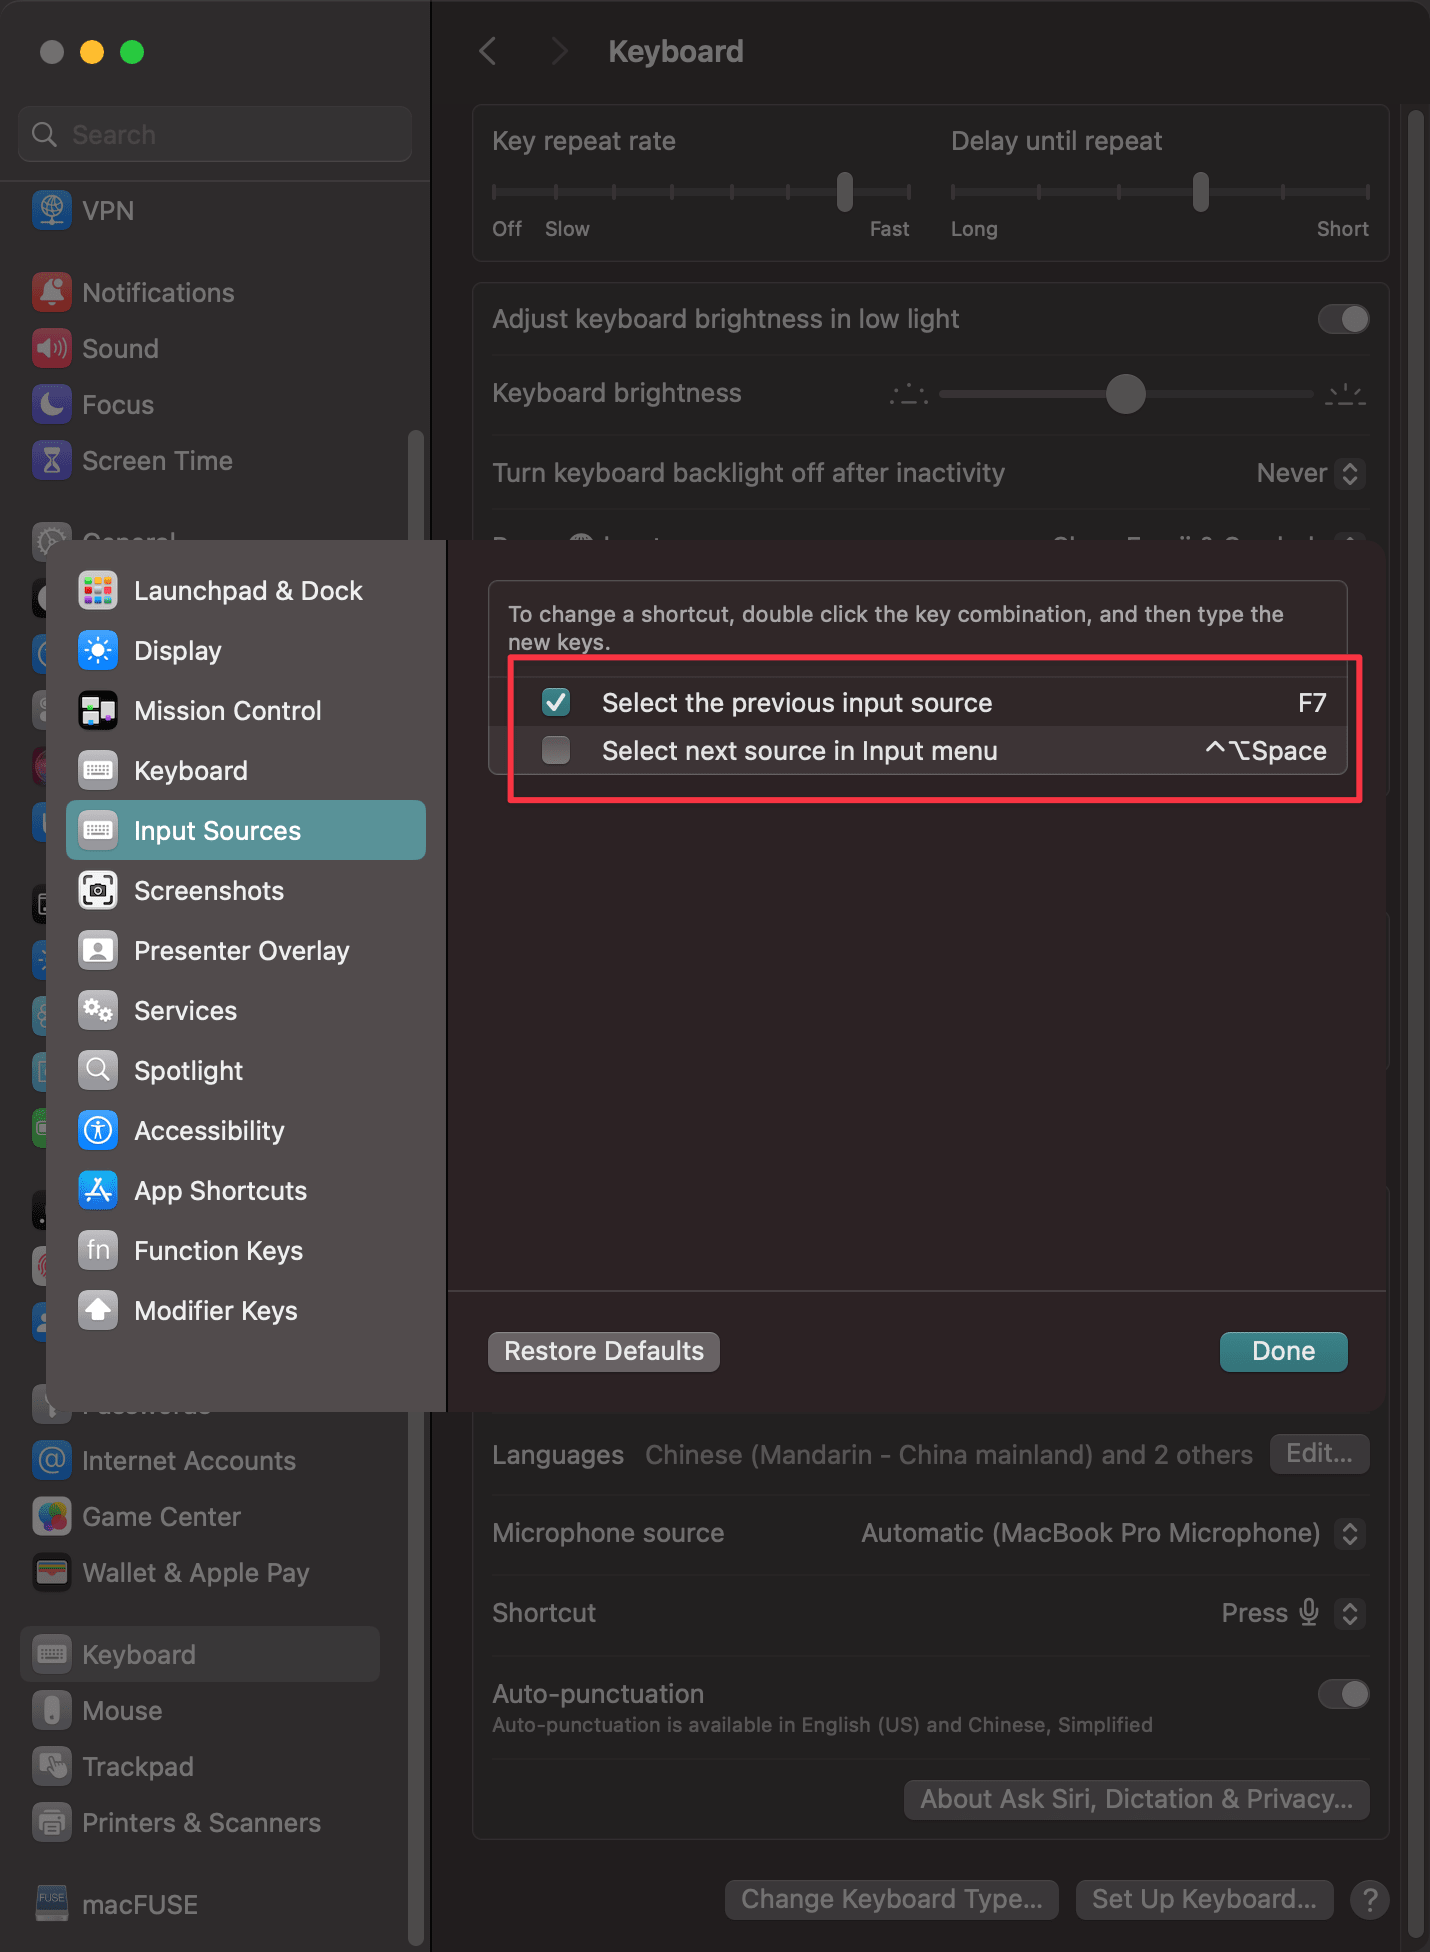 Keyboard
Search
VPN
Notifications
Sound
Focus
Screen Time
General
Key repeat rate
Delay until repeat
Off
Slow
Fast
Long
Short
Adjust keyboard brightness in low light
Keyboard brightness
Turn keyboard backlight off after inactivity
Never
Launchpad & Dock
Display
Mission Control
Keyboard
Input Sources
Screenshots
Presenter Overlay
Services
Spotlight
Accessibility
App Shortcuts
fn
Function Keys
Modifier Keys
To change a shortcut, double click the key combination, and then type the
new keys.
Select the previous input source F7
Select next source in Input menu ^⌥Space
Restore Defaults
Done
Internet Accounts
Game Center
Wallet & Apple Pay
Keyboard
Mouse
Trackpad
Printers & Scanners
FUSE
macFUSE
Languages Chinese (Mandarin - China mainland) and 2 others Edit...
Microphone source Automatic (MacBook Pro Microphone)
Shortcut Press
Auto-punctuation
Auto-punctuation is available in English (US) and Chinese, Simplified
About Ask Siri, Dictation & Privacy...
Change Keyboard Type...
Set Up Keyboard...
?